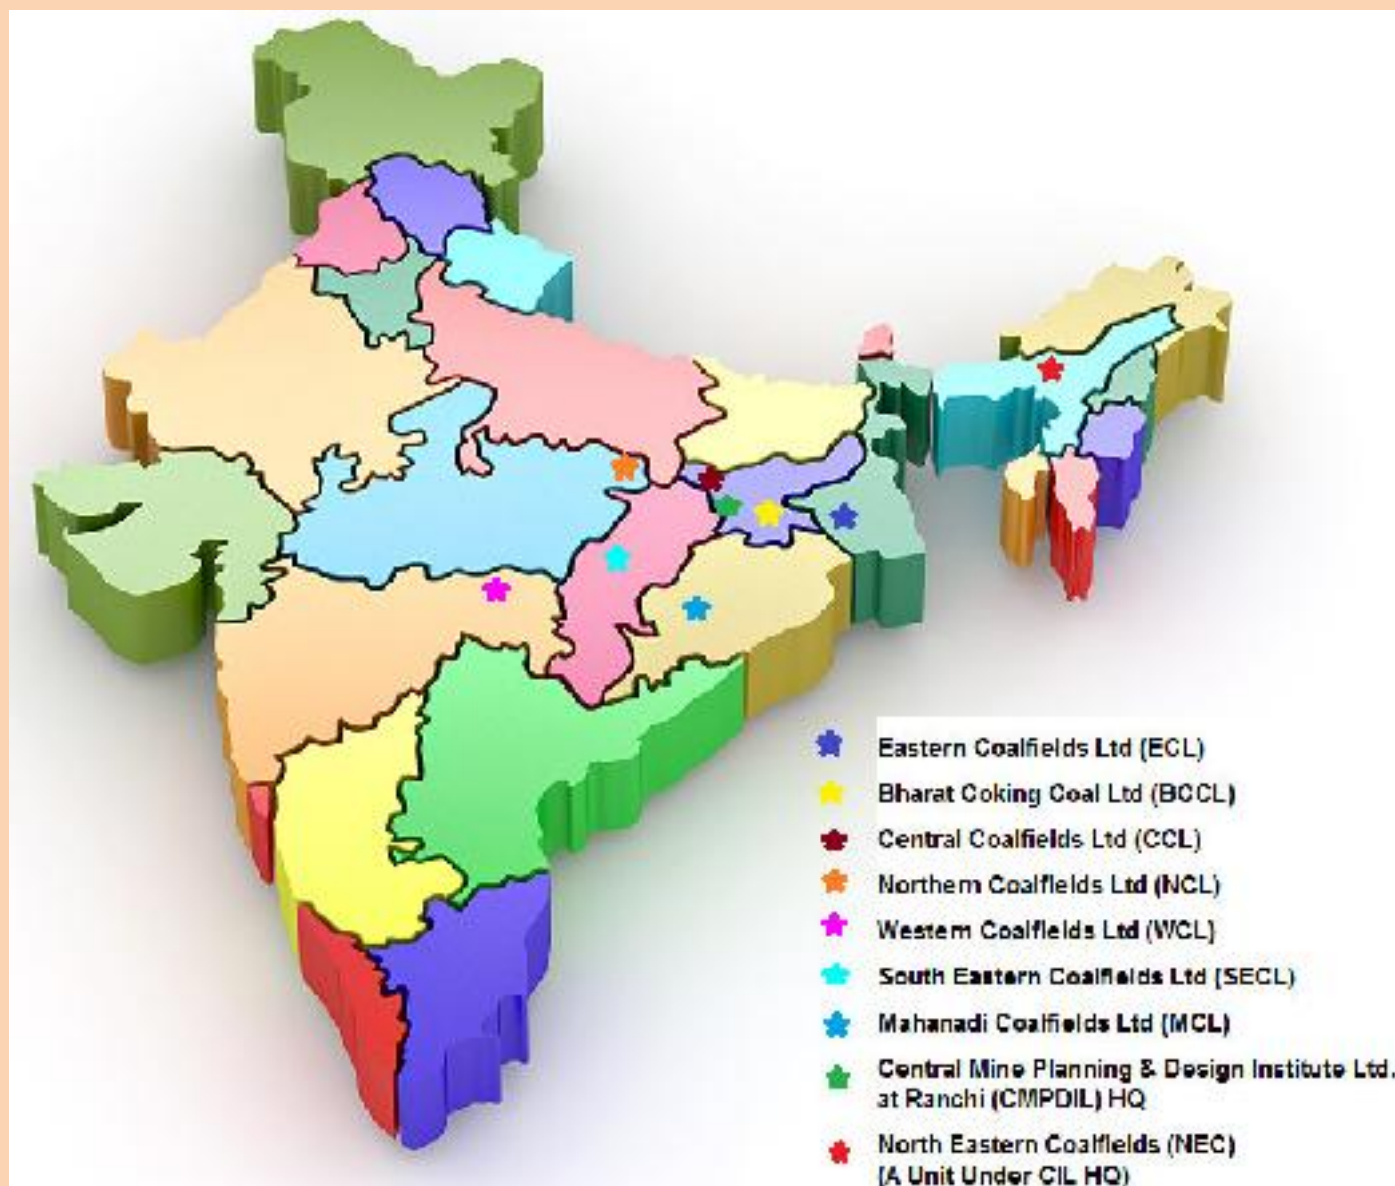 Eastern Coalfields Ltd (ECL)
Bharat Coking Coal Ltd (BCCL)
Central Coalfields Ltd (CCL)
Northern Coalfields Ltd (NCL)
Western Coalfields Ltd (WCL)
South Eastern Coalfields Ltd (SECL)
Mahanadi Coalfields Ltd (MCL)
Central Mine Planning & Design Institute Ltd.
at Ranchi (CMPDIL) HQ
North Eastern Coalfields (NEC)
(A Unit Under CIL HQ)